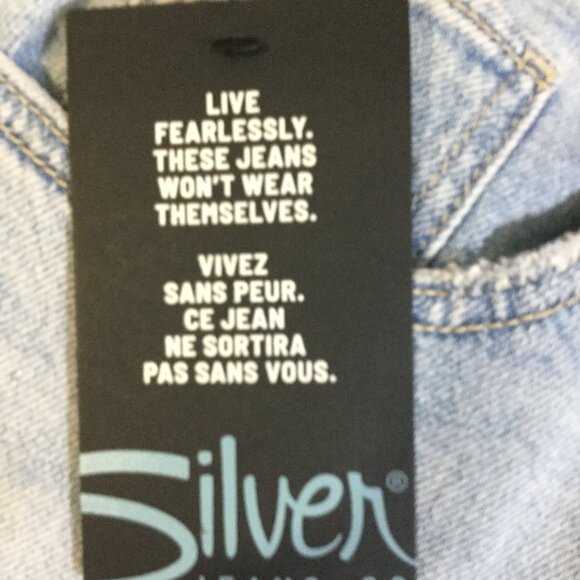 LIVE
FEARLESSLY.
THESE JEANS
WON'T WEAR
THEMSELVES.
VIVEZ
SANS PEUR.
CE JEAN
NE SORTIRA
PAS SANS VOUS.
Silver®